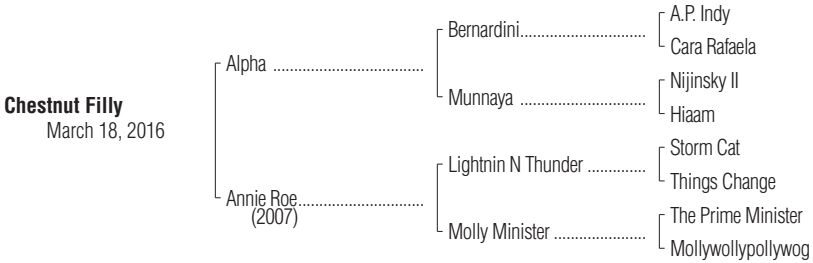 A.P. Indy
Bernardini..............................
Cara Rafaela
Alpha ....................................
Nijinsky II
Munnaya ..............................
Hiaam
Chestnut Filly
March 18, 2016
Storm Cat
Lightnin N Thunder ..............
Things Change
Annie Roe..............................
(2007)
The Prime Minister
Molly Minister ......................
Mollywollypollywog